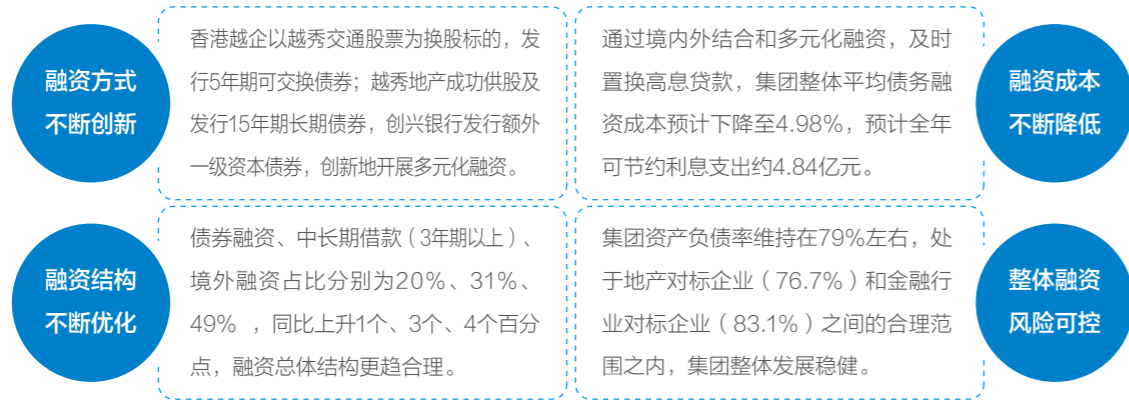 融资方式
不断创新
香港越企以越秀交通股票为换股标的，发
行5年期可交换债券；越秀地产成功供股及
发行15年期长期债券，创兴银行发行额外
一级资本债券，创新地开展多元化融资。
通过境内外结合和多元化融资，及时
置换高息贷款，集团整体平均债务融
资成本预计下降至4.98%，预计全年
可节约利息支出约4.84亿元。
融资成本
不断降低
融资结构
不断优化
债券融资、中长期借款（3年期以上）、
境外融资占比分别为20%、31%、
49% ，同比上升1个、3个、4个百分
点，融资总体结构更趋合理。
集团资产负债率维持在79%左右，处
于地产对标企业（76.7%）和金融行
业对标企业（83.1%）之间的合理范
围之内，集团整体发展稳健。
整体融资
风险可控